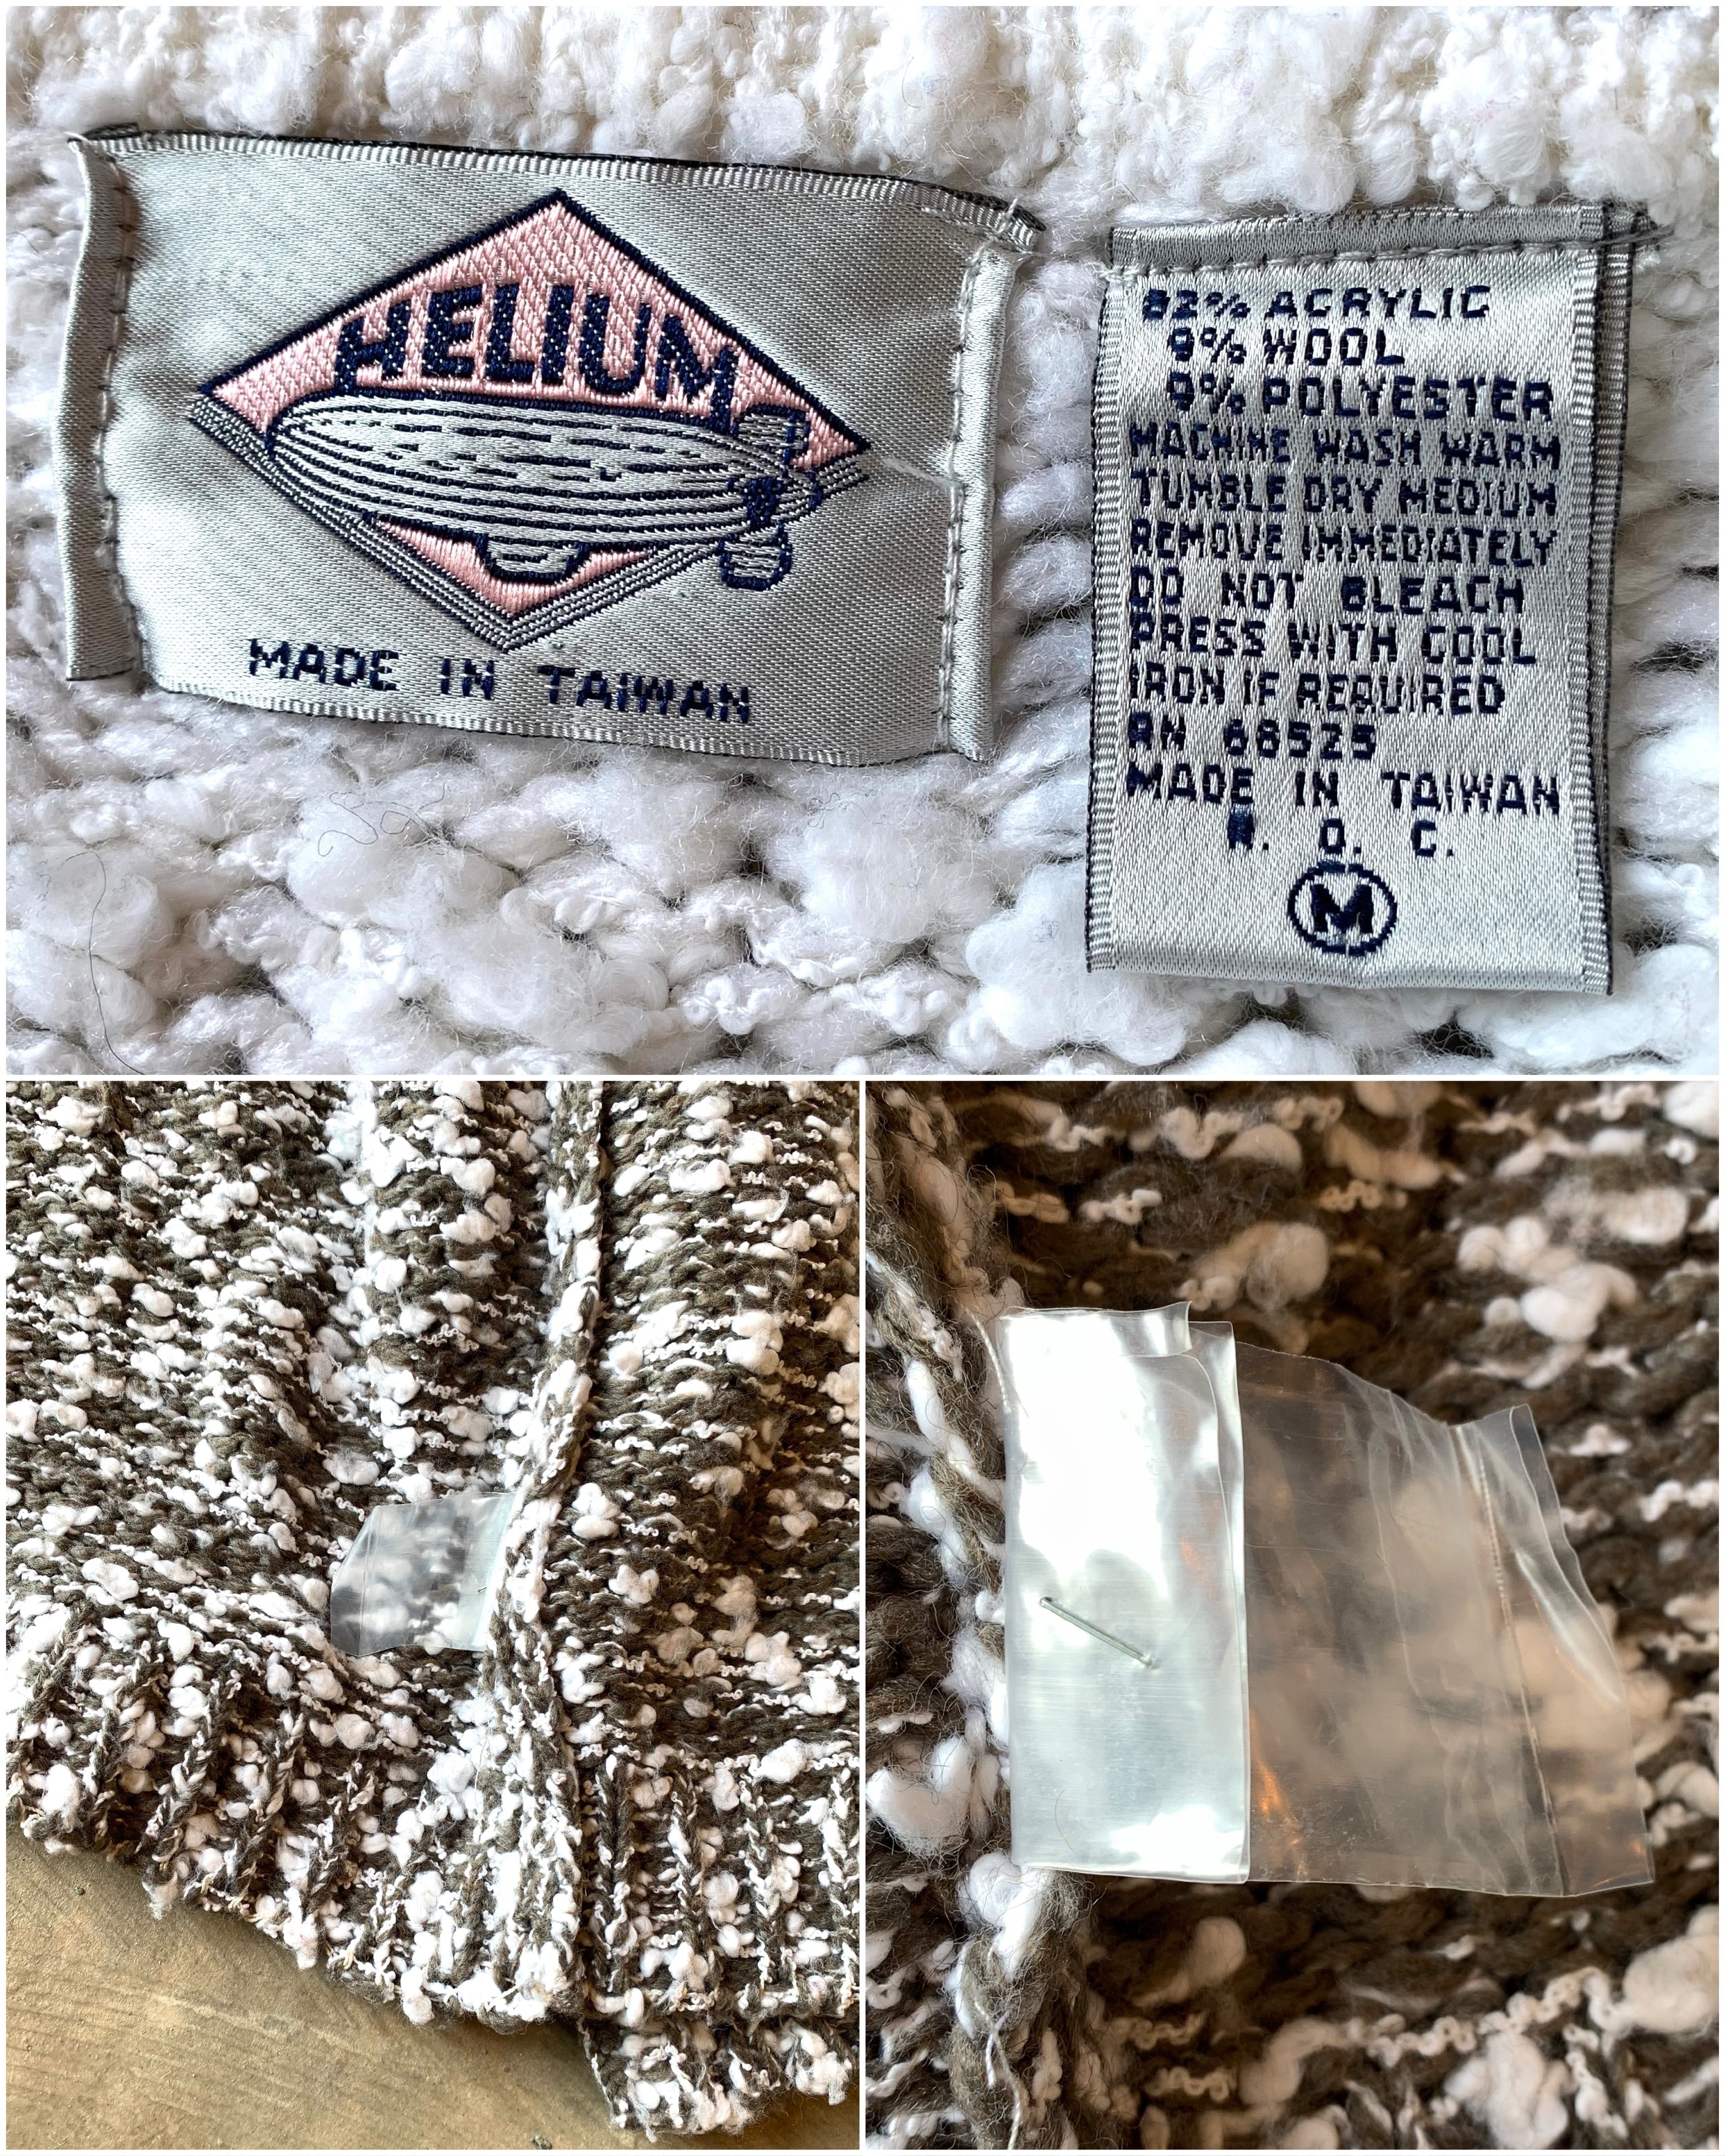 HELIUM
MADE IN TAIWAN
82% ACRYLIC
9% WOOL
9% POLYESTER
MACHINE WASH WARM
TUMBLE DRY MEDIUM
REMOVE IMMEDIATELY
DO NOT BLEACH
PRESS WITH COOL
IRON IF REQUIRED
RN 68525
MADE IN TAIWAN
R. O. C.
M